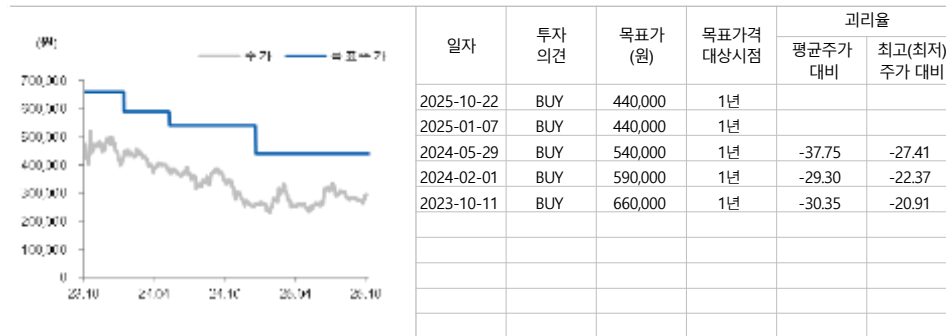 (원)
주가
목표주가
700,000
600,000
500,000
400,000
300,000
200,000
100,000
0
23.10
24.04
24.10
25.04
25.10
일자
투자
의견
목표가
(원)
목표가격
대상시점
괴리율
평균주가
대비
최고(최저)
주가 대비
2025-10-22 BUY 440,000 1년
2025-01-07 BUY 440,000 1년
2024-05-29 BUY 540,000 1년 -37.75 -27.41
2024-02-01 BUY 590,000 1년 -29.30 -22.37
2023-10-11 BUY 660,000 1년 -30.35 -20.91